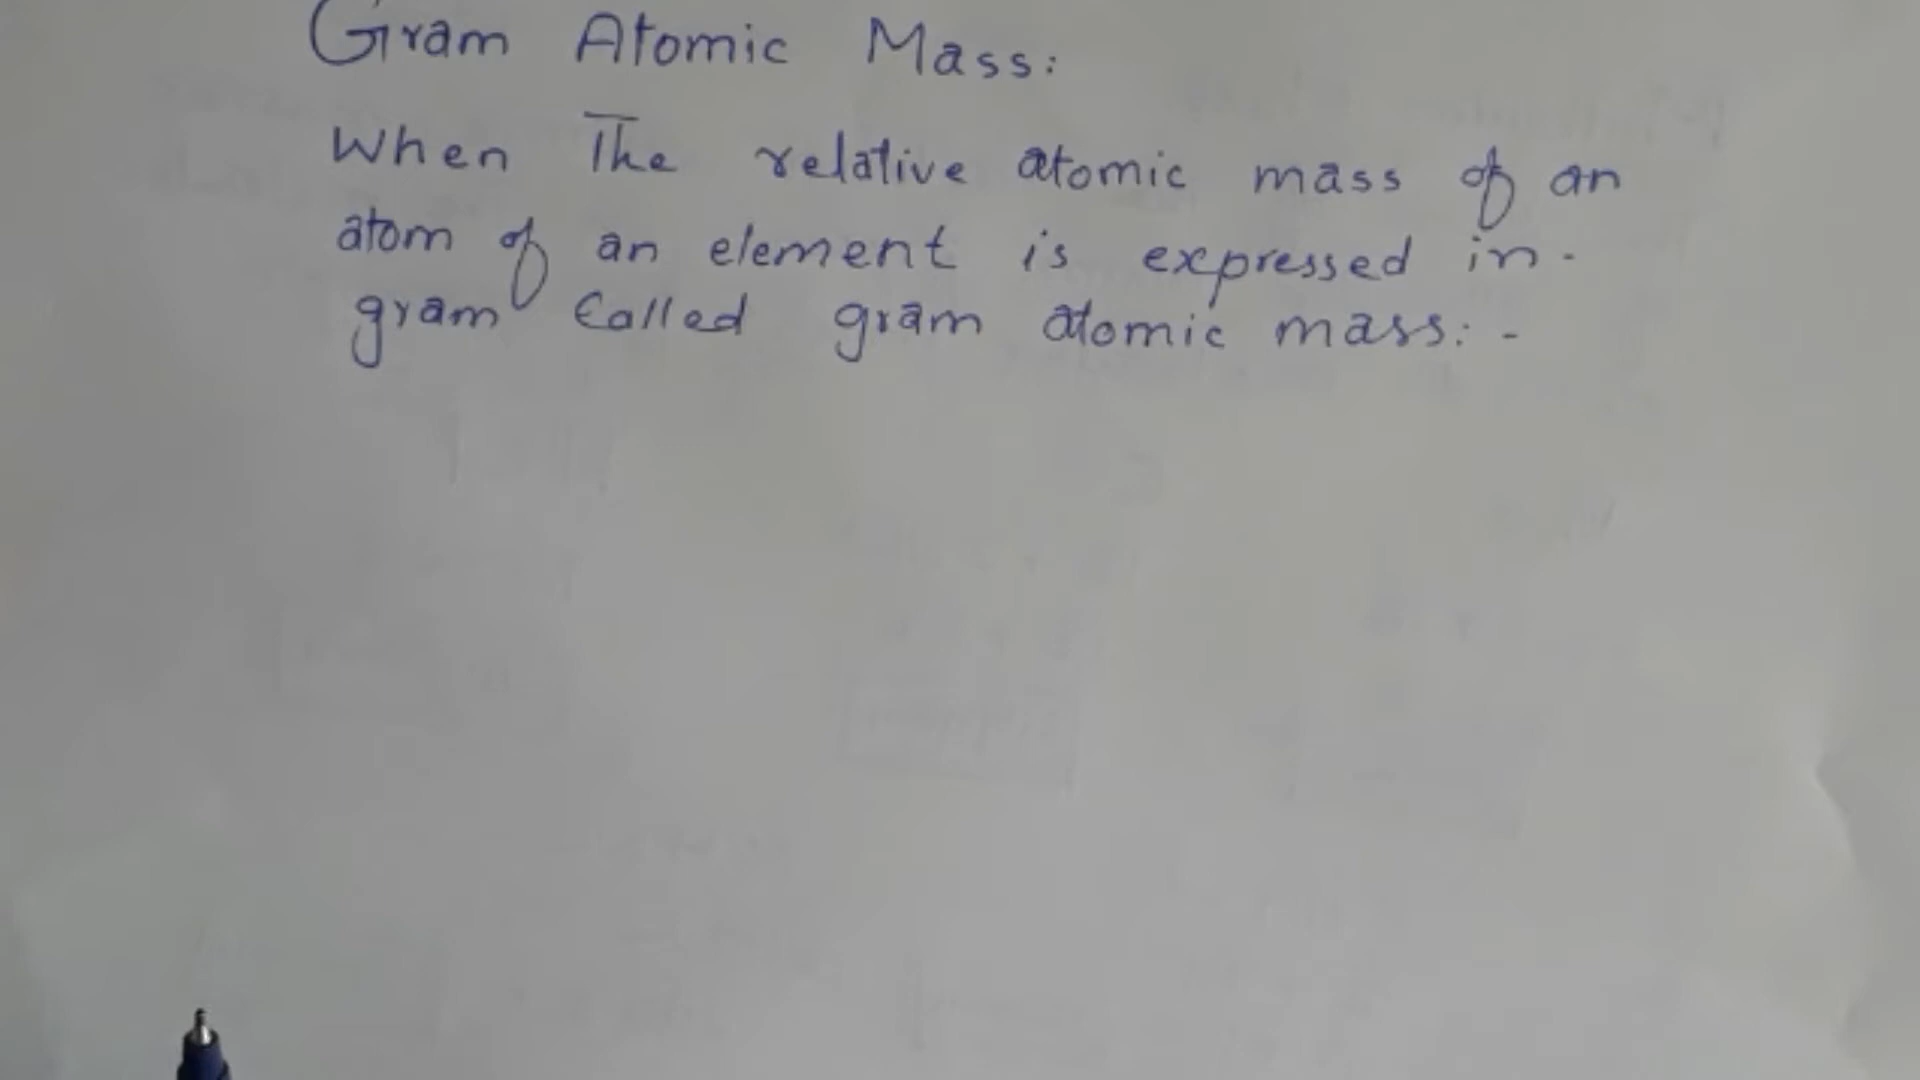 Gram Atomic Mass:
When The relative atomic mass of an
atom of an element is expressed in-
gram Called gram atomic mass: -